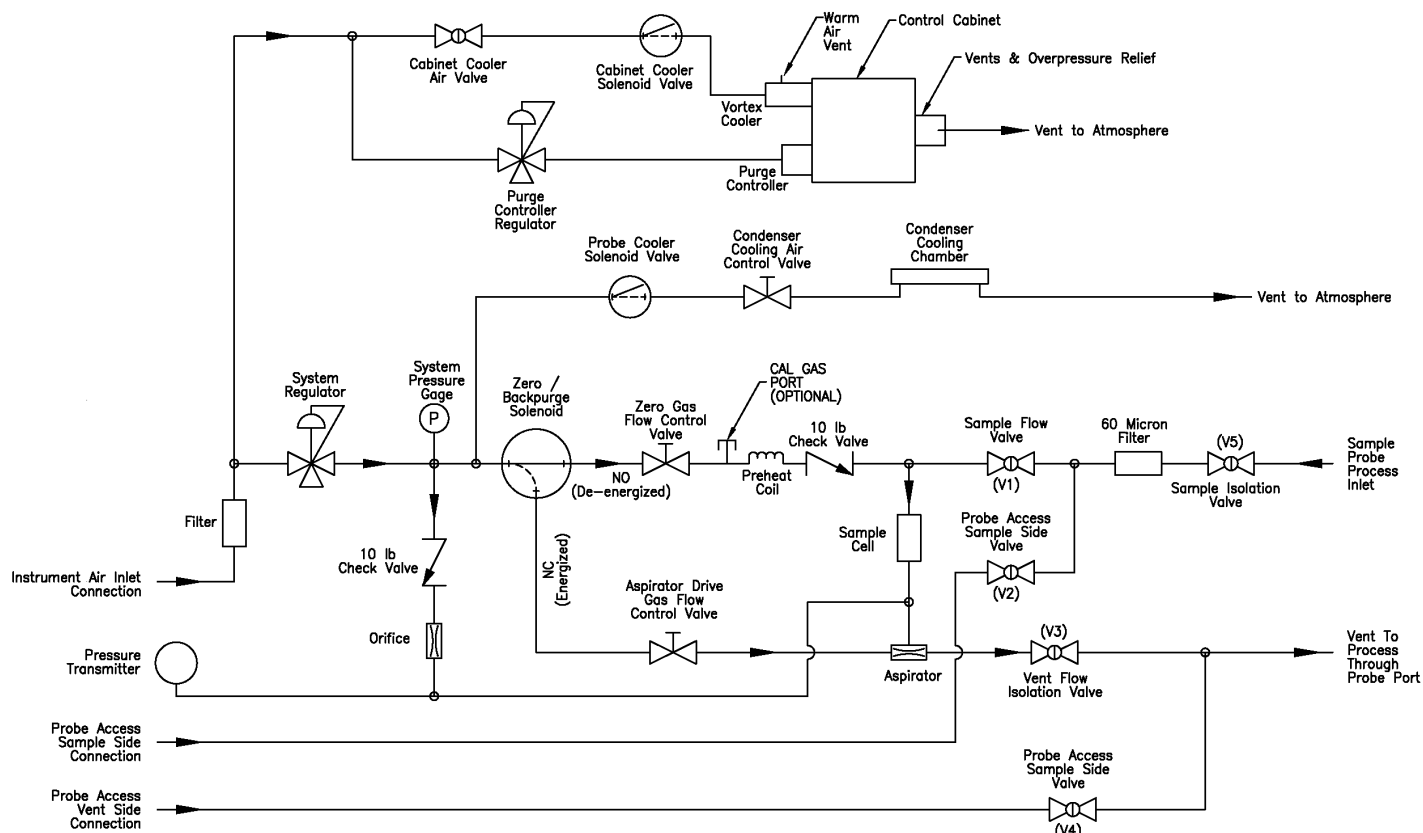 Warm
Air
Vent
Control Cabinet
Vents & Overpressure Relief
Cabinet Cooler
Air Valve
Cabinet Cooler
Solenoid Valve
Vortex
Cooler
Vent to Atmosphere
Purge
Controller
Purge
Controller
Regulator
Probe Cooler
Solenoid Valve
Condenser
Cooling Air
Control Valve
Condenser
Cooling
Chamber
Vent to Atmosphere
System
Regulator
System
Pressure
Gage
P
Zero /
Backpurge
Solenoid
Zero Gas
Flow Control
Valve
CAL GAS
PORT
(OPTIONAL)
10 lb
Check Valve
Sample Flow
Valve
(V1)
60 Micron
Filter
(V5)
Sample Isolation
Valve
Sample
Probe
Process
Inlet
NO
(De-energized)
Preheat
Coil
Filter
10 lb
Check Valve
NC
(Energized)
Sample
Cell
Probe Access
Sample Side
Valve
(V2)
Instrument Air Inlet
Connection
Aspirator Drive
Gas Flow
Control Valve
Orifice
Pressure
Transmitter
Aspirator
(V3)
Vent Flow
Isolation Valve
Vent To
Process
Through
Probe Port
Probe Access
Sample Side
Connection
Probe Access
Sample Side
Valve
(V4)
Probe Access
Vent Side
Connection